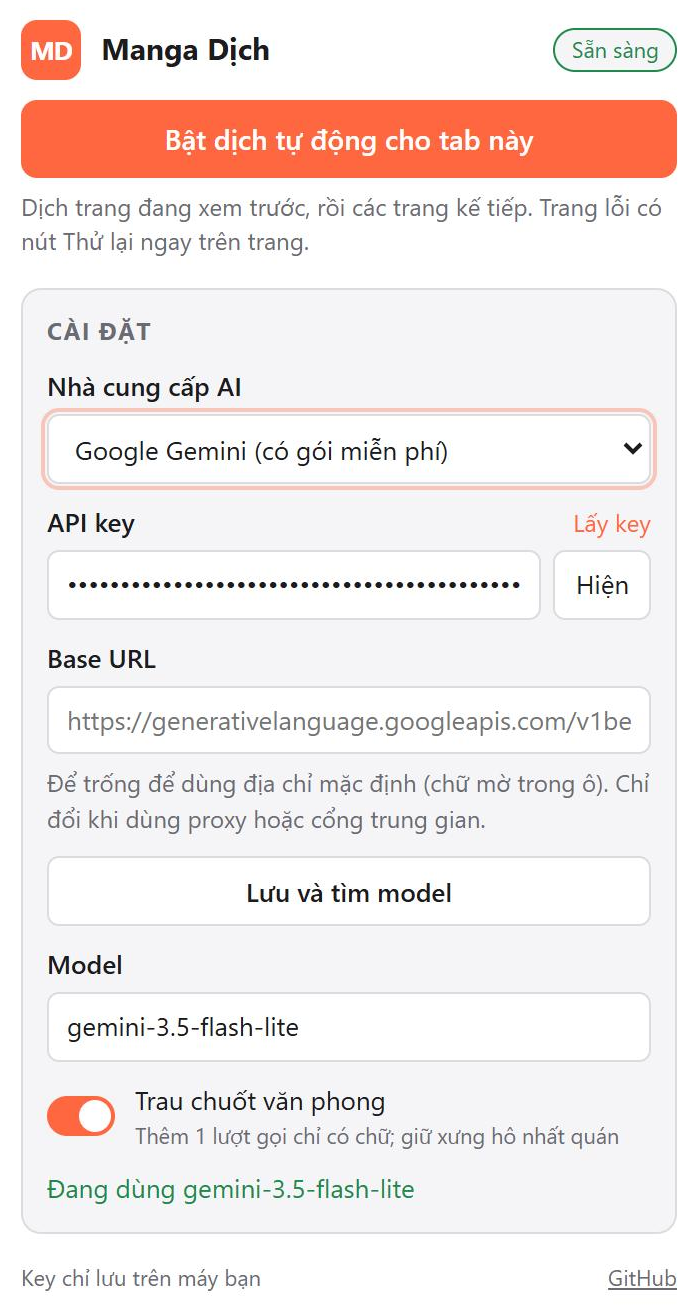 MD
Manga Dịch
Sẵn sàng
Bật dịch tự động cho tab này
Dịch trang đang xem trước, rồi các trang kế tiếp. Trang lỗi có
nút Thử lại ngay trên trang.
CÀI ĐẶT
Nhà cung cấp AI
Google Gemini (có gói miễn phí)
API key
Lấy key
••••••••••••••••••••••••••••••••••••••••
Hiện
Base URL
https://generativelanguage.googleapis.com/v1be
Để trống để dùng địa chỉ mặc định (chữ mờ trong ô). Chỉ
đổi khi dùng proxy hoặc cổng trung gian.
Lưu và tìm model
Model
gemini-3.5-flash-lite
Trau chuốt văn phong
Thêm 1 lượt gọi chỉ có chữ; giữ xưng hô nhất quán
Đang dùng gemini-3.5-flash-lite
Key chỉ lưu trên máy bạn
GitHub